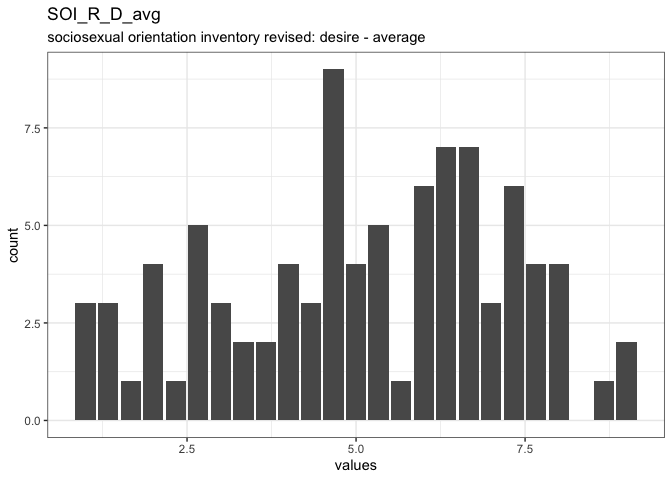 SOI_R_D_avg
sociosexual orientation inventory revised: desire - average
7.5
5.0
2.5
0.0
count
2.5 5.0 7.5
values